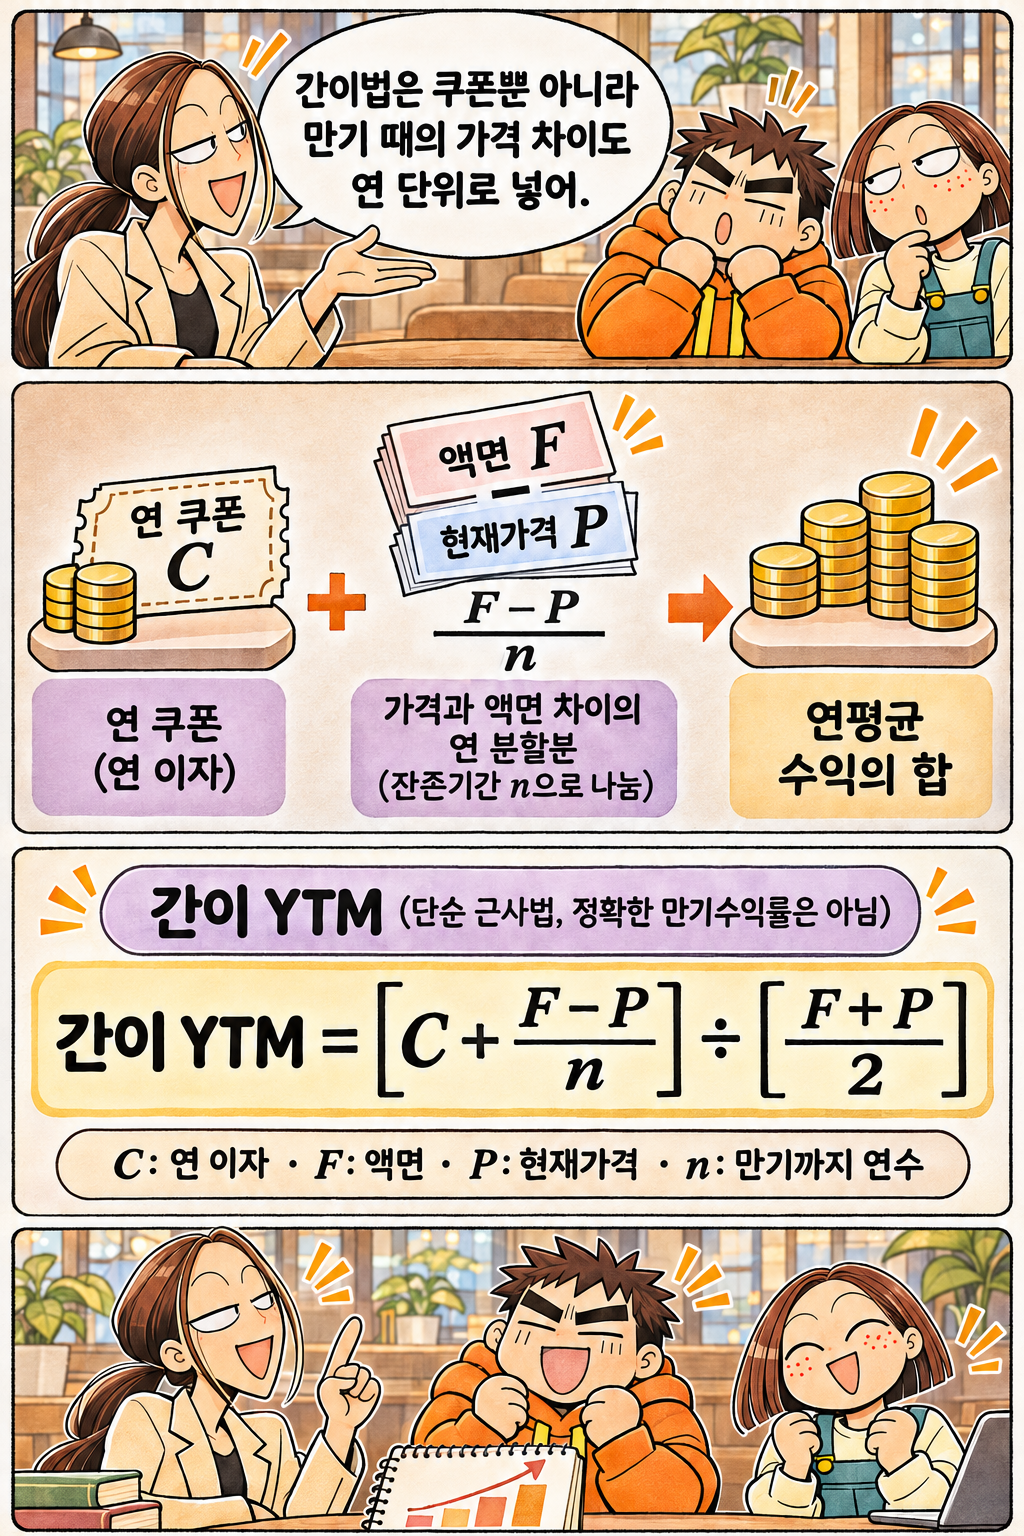 간이법은 쿠폰뿐 아니라
만기 때의 가격 차이도
연 단위로 넣어.
연 쿠폰
C
+
액면 F
−
현재가격 P
F − P
n
연 쿠폰
(연 이자)
가격과 액면 차이의
연 분할분
(잔존기간 n으로 나눔)
연평균
수익의 합
간이 YTM (단순 근사법, 정확한 만기수익률은 아님)
간이 YTM = [C + (F − P)/n] ÷ [(F + P)/2]
C: 연 이자 · F: 액면 · P: 현재가격 · n: 만기까지 연수